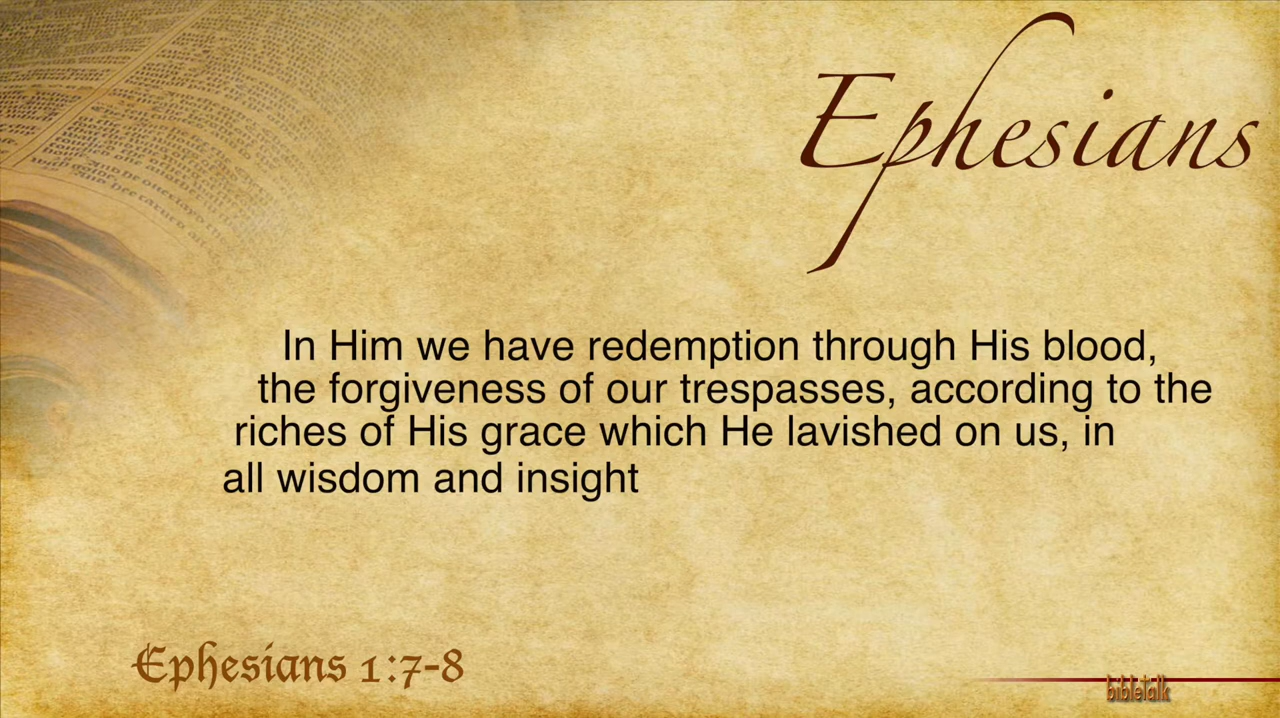 Ephesians
In Him we have redemption through His blood,
the forgiveness of our trespasses, according to the
riches of His grace which He lavished on us, in
all wisdom and insight
Ephesians 1:7-8
bibletalk